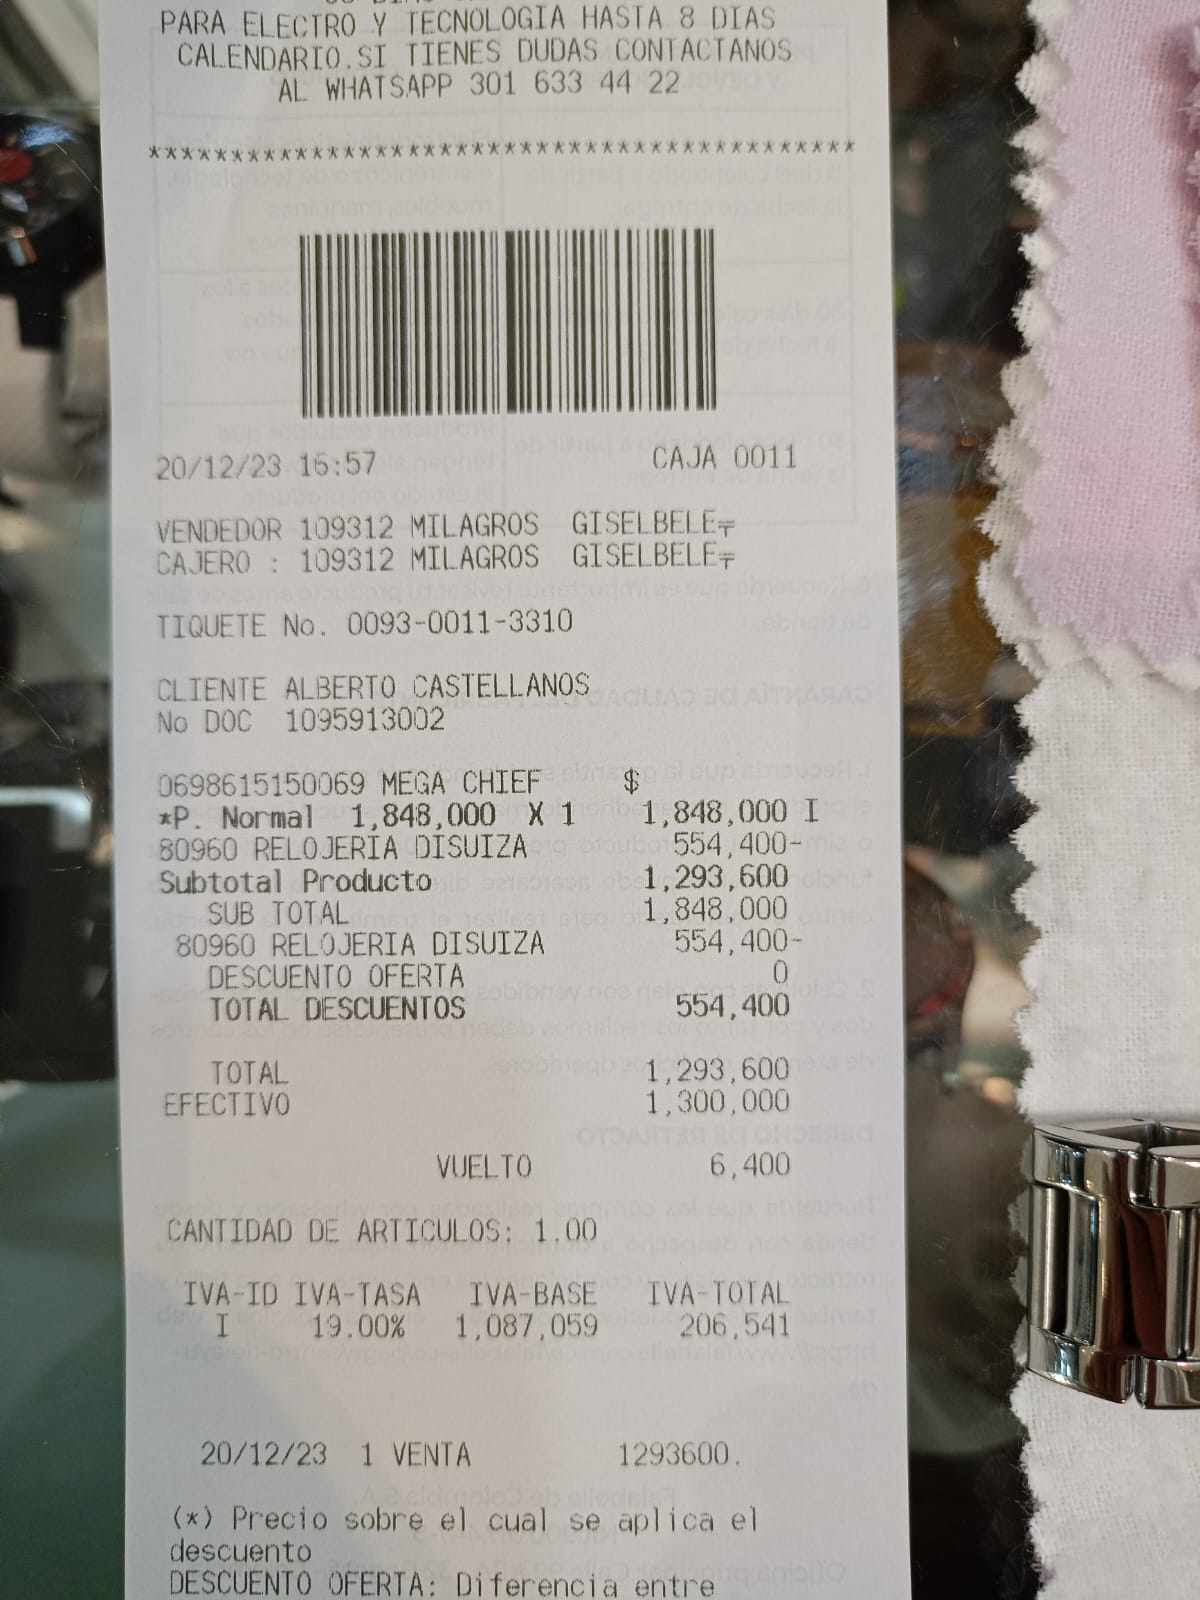 PARA ELECTRO Y TECNOLOGIA HASTA 8 DIAS
CALENDARIO.SI TIENES DUDAS CONTACTANOS
AL WHATSAPP 301 633 44 22
********************************************
20/12/23 16:57 CAJA 0011
VENDEDOR 109312 MILAGROS GISELBELE
CAJERO : 109312 MILAGROS GISELBELE
TIQUETE No. 0093-0011-3310
CLIENTE ALBERTO CASTELLANOS
No DOC 1095913002
0698615150069 MEGA CHIEF $
*P. Normal 1,848,000 X 1 1,848,000 I
80960 RELOJERIA DISUIZA 554,400-
Subtotal Producto 1,293,600
SUB TOTAL 1,848,000
80960 RELOJERIA DISUIZA 554,400-
DESCUENTO OFERTA 0
TOTAL DESCUENTOS 554,400
TOTAL 1,293,600
EFECTIVO 1,300,000
VUELTO 6,400
CANTIDAD DE ARTICULOS: 1.00
IVA-ID IVA-TASA IVA-BASE IVA-TOTAL
I 19.00% 1,087,059 206,541
20/12/23 1 VENTA 1293600.
(*) Precio sobre el cual se aplica el
descuento
DESCUENTO OFERTA: Diferencia entre